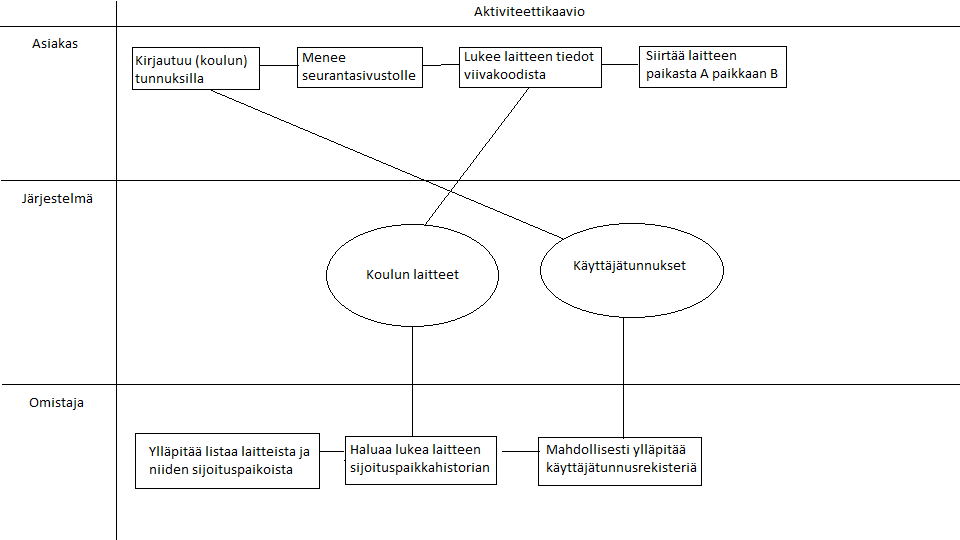 Aktiviteettikaavio
Asiakas
Kirjautuu (koulun)
tunnuksilla
Menee
seurantasivustolle
Lukee laitteen tiedot
viivakoodista
Siirtää laitteen
paikasta A paikkaan B
Järjestelmä
Koulun laitteet
Käyttäjätunnukset
Omistaja
Ylläpitää listaa laitteista ja
niiden sijoituspaikoista
Haluaa lukea laitteen
sijoituspaikkahistorian
Mahdollisesti ylläpitää
käyttäjätunnusrekisteriä